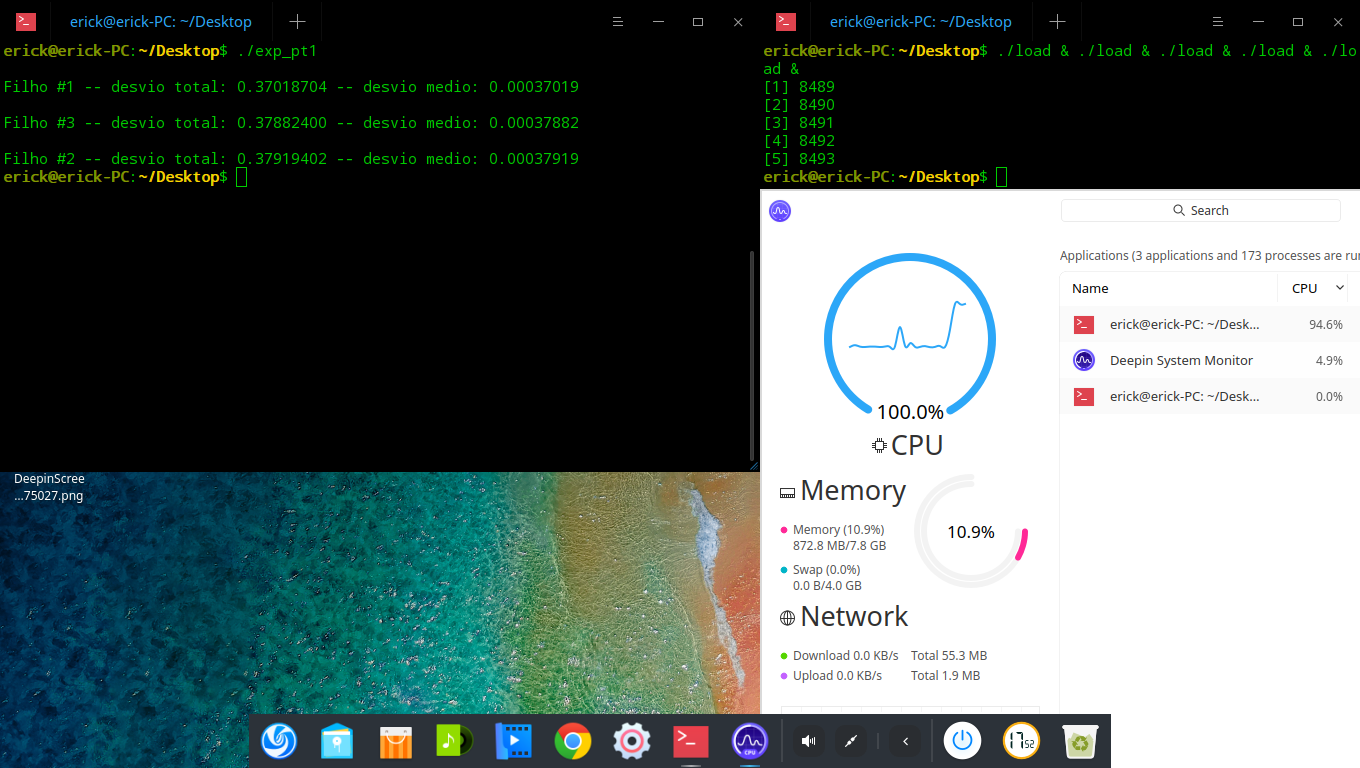 erick@erick-PC: ~/Desktop
erick@erick-PC:~/Desktop$ ./exp_pt1
Filho #1 -- desvio total: 0.37018704 -- desvio medio: 0.00037019
Filho #3 -- desvio total: 0.37882400 -- desvio medio: 0.00037882
Filho #2 -- desvio total: 0.37919402 -- desvio medio: 0.00037919
erick@erick-PC:~/Desktop$
erick@erick-PC: ~/Desktop
erick@erick-PC:~/Desktop$ ./load & ./load & ./load & ./load & ./lo
ad &
[1] 8489
[2] 8490
[3] 8491
[4] 8492
[5] 8493
erick@erick-PC:~/Desktop$
Search
100.0%
CPU
Memory
Memory (10.9%)
872.8 MB/7.8 GB
Swap (0.0%)
0.0 B/4.0 GB
10.9%
Network
Download 0.0 KB/s Total 55.3 MB
Upload 0.0 KB/s Total 1.9 MB
Applications (3 applications and 173 processes are rur
Name CPU
erick@erick-PC: ~/Desk... 94.6%
Deepin System Monitor 4.9%
erick@erick-PC: ~/Desk... 0.0%
DeepinScree
...75027.png
CPU
17 52